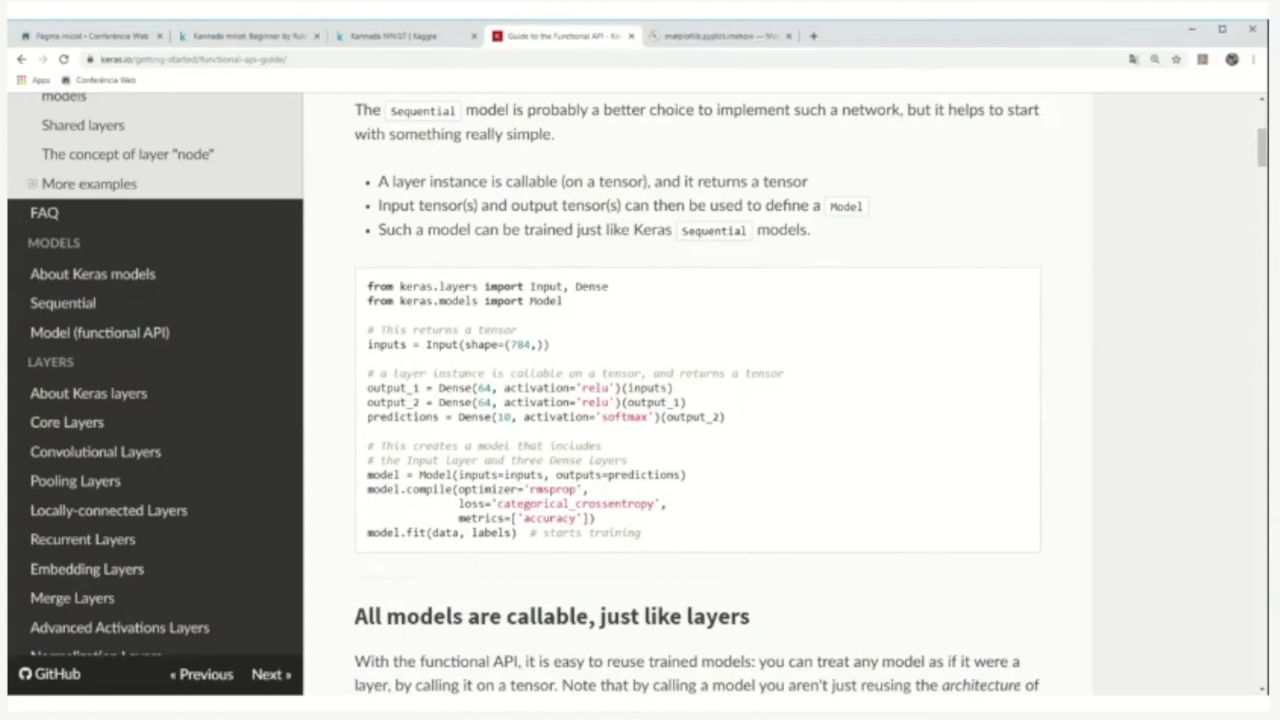 Página inicial - Conferência Web
Kannada mnist: Beginner by Rul
Kannada MNIST | Kaggle
Guide to the Functional API - Ker
matplotlib.pyplot.imshow — Ma
keras.io/getting-started/functional-api-guide/
Apps
Conferência Web
models
Shared layers
The concept of layer "node"
More examples
FAQ
MODELS
About Keras models
Sequential
Model (functional API)
LAYERS
About Keras layers
Core Layers
Convolutional Layers
Pooling Layers
Locally-connected Layers
Recurrent Layers
Embedding Layers
Merge Layers
Advanced Activations Layers
Normalization Layers
GitHub
« Previous
Next »
The Sequential model is probably a better choice to implement such a network, but it helps to start
with something really simple.
• A layer instance is callable (on a tensor), and it returns a tensor
• Input tensor(s) and output tensor(s) can then be used to define a Model
• Such a model can be trained just like Keras Sequential models.
from keras.layers import Input, Dense
from keras.models import Model
# This returns a tensor
inputs = Input(shape=(784,))
# a layer instance is callable on a tensor, and returns a tensor
output_1 = Dense(64, activation='relu')(inputs)
output_2 = Dense(64, activation='relu')(output_1)
predictions = Dense(10, activation='softmax')(output_2)
# This creates a model that includes
# the Input layer and three Dense layers
model = Model(inputs=inputs, outputs=predictions)
model.compile(optimizer='rmsprop',
loss='categorical_crossentropy',
metrics=['accuracy'])
model.fit(data, labels)  # starts training
All models are callable, just like layers
With the functional API, it is easy to reuse trained models: you can treat any model as if it were a
layer, by calling it on a tensor. Note that by calling a model you aren't just reusing the architecture of